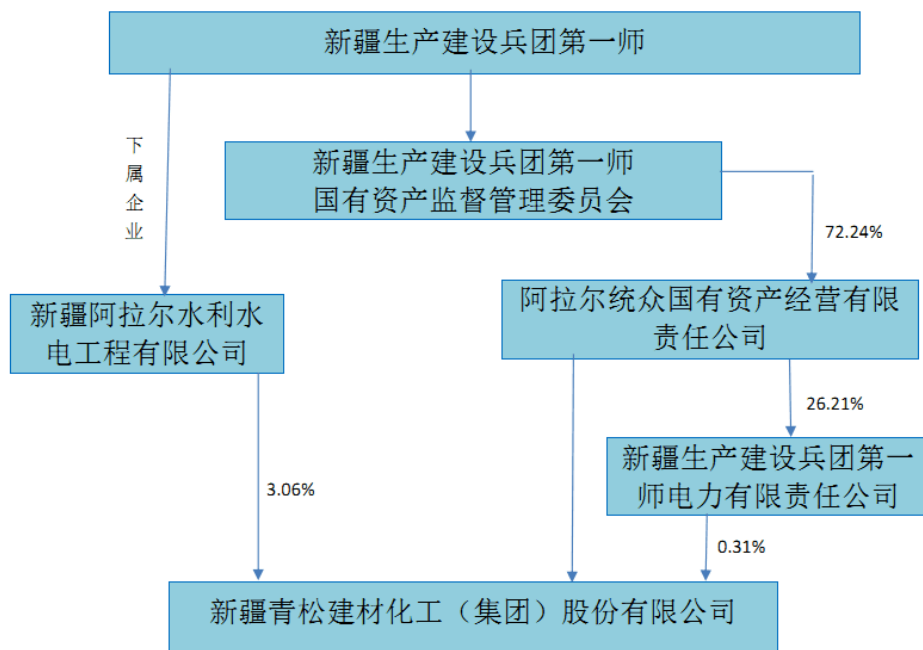 新疆生产建设兵团第一师
下
属
企
业
新疆生产建设兵团第一师
国有资产监督管理委员会
72.24%
新疆阿拉尔水利水
电工程有限公司
阿拉尔统众国有资产经营有限
责任公司
26.21%
新疆生产建设兵团第一
师电力有限责任公司
3.06%
0.31%
新疆青松建材化工（集团）股份有限公司